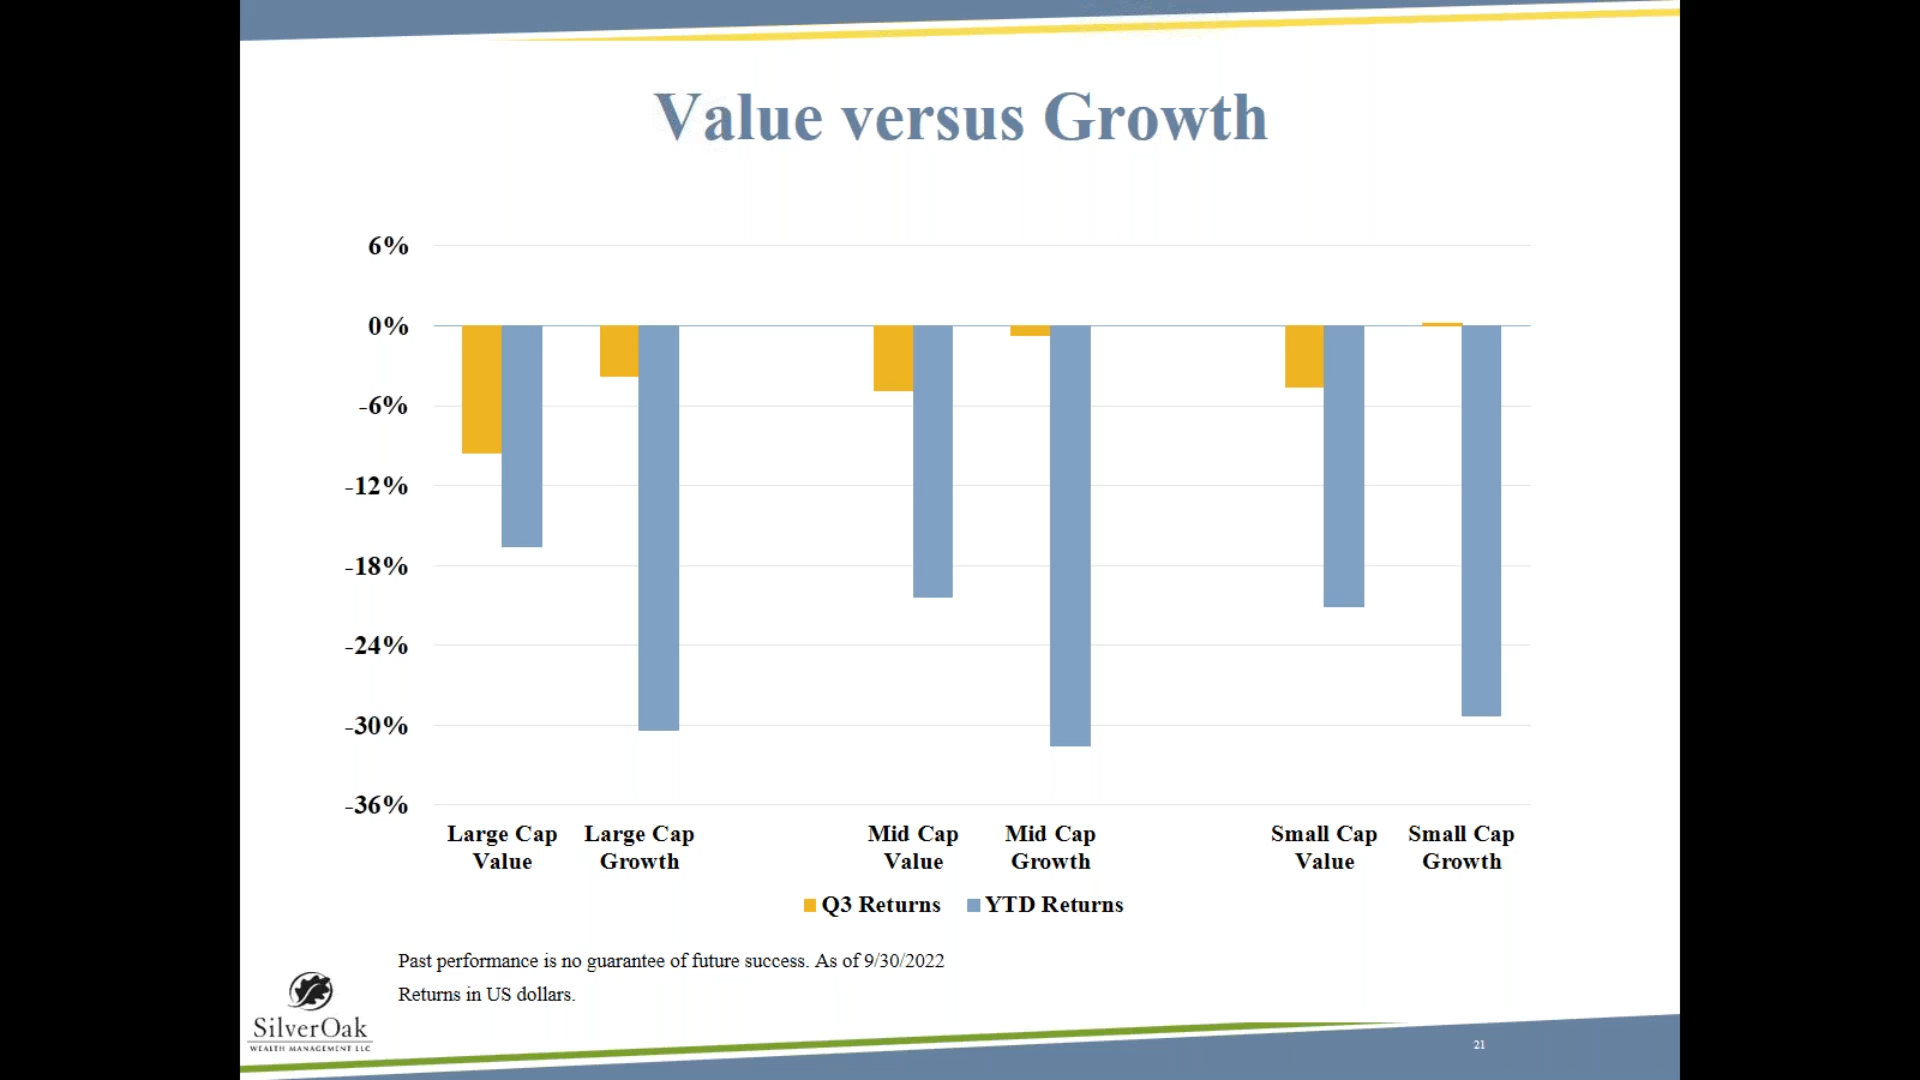 Value versus Growth
6%
0%
-6%
-12%
-18%
-24%
-30%
-36%
Large Cap Value
Large Cap Growth
Mid Cap Value
Mid Cap Growth
Small Cap Value
Small Cap Growth
Q3 Returns YTD Returns
Past performance is no guarantee of future success. As of 9/30/2022
Returns in US dollars.
SilverOak
WEALTH MANAGEMENT LLC
21